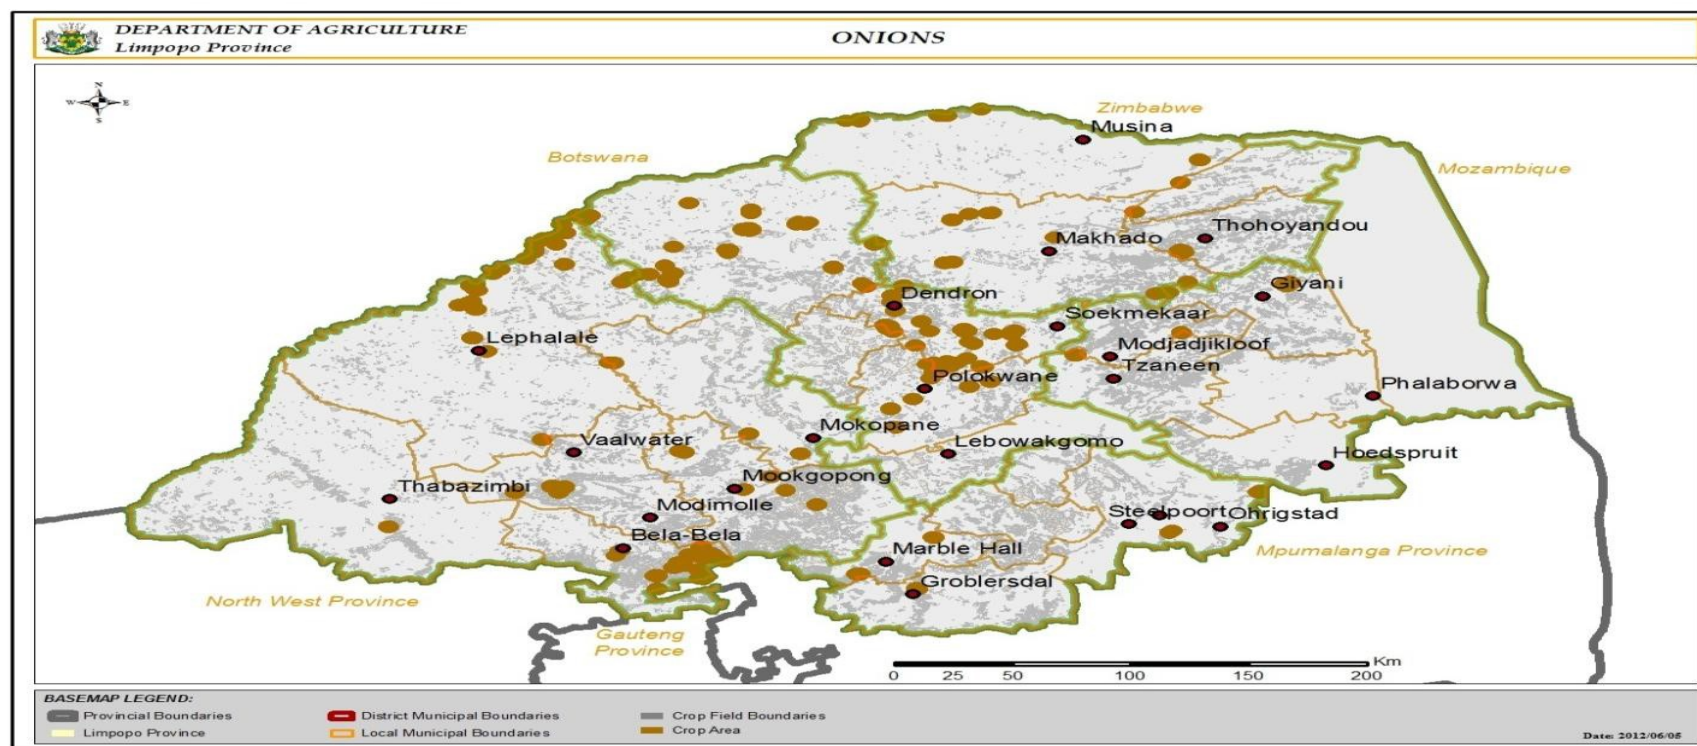 DEPARTMENT OF AGRICULTURE
Limpopo Province
ONIONS
N
W E
S
Zimbabwe
Musina
Botswana
Mozambique
Thohoyandou
Makhado
Giyani
Dendron
Soekmekaar
Lephalale
Modjadjikloof
Tzaneen
Polokwane
Phalaborwa
Mokopane
Vaalwater
Lebowakgomo
Hoedspruit
Mookgopong
Thabazimbi
Modimolle
Steelpoort
Ohrigstad
Bela-Bela
Marble Hall
Mpumalanga Province
Groblersdal
North West Province
Gauteng
Province
Km
0 25 50 100 150 200
BASEMAP LEGEND:
Provincial Boundaries District Municipal Boundaries Crop Field Boundaries
Limpopo Province Local Municipal Boundaries Crop Area
Date: 2012/06/05